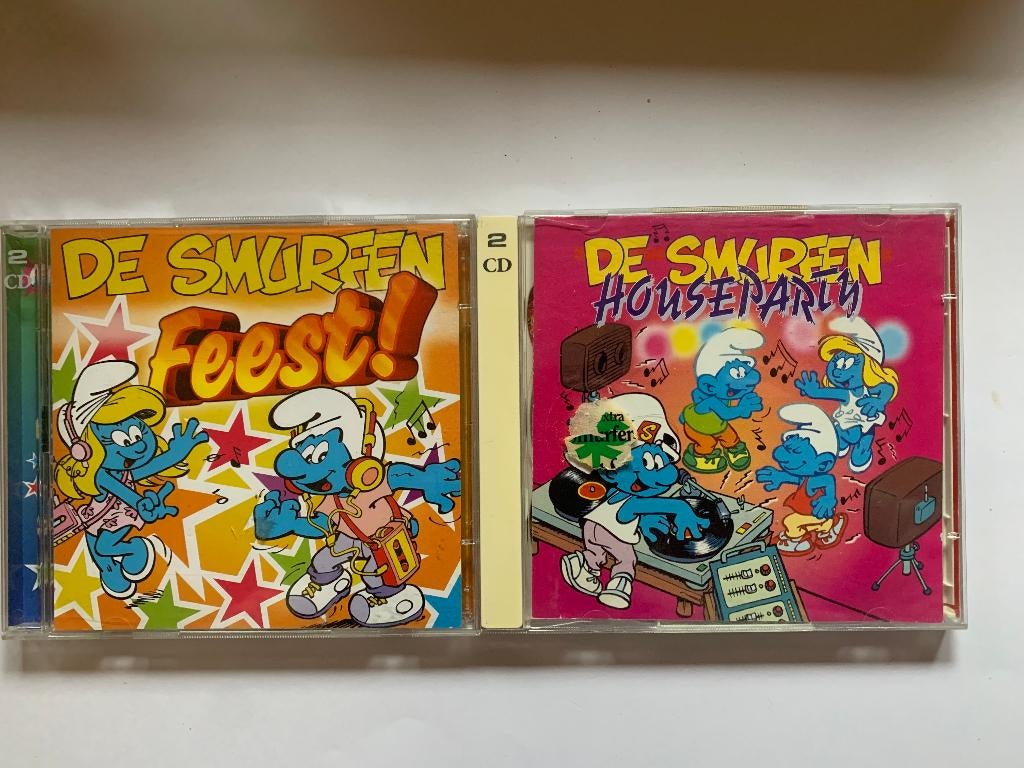 2
CD
DE SMURFEN
Feest!
2
CD
DE SMURFEN
HOUSEPARTY